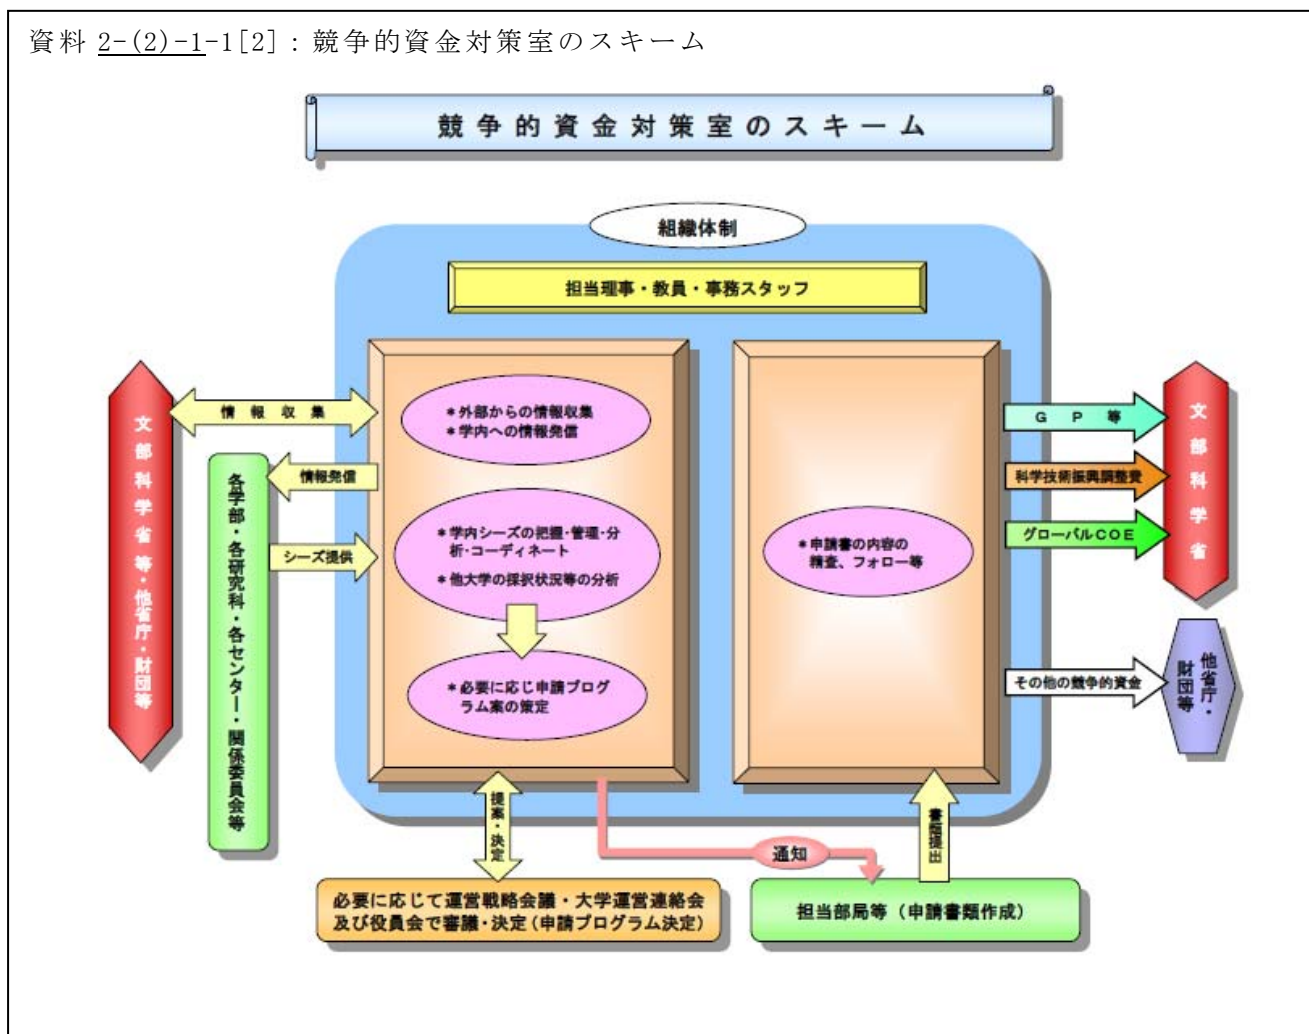 資料 2-(2)-1-1[2]：競争的資金対策室のスキーム
競争的資金対策室のスキーム
組織体制
担当理事・教員・事務スタッフ
文部科学省等・他省庁・財団等
情報収集
情報発信
シーズ提供
各学部・各研究科・各センター・関係委員会等
＊外部からの情報収集
＊学内への情報発信
＊学内シーズの把握・管理・分
析・コーディネート
＊他大学の採択状況等の分析
＊必要に応じ申請プログ
ラム案の策定
＊申請書の内容の
精査、フォロー等
ＧＰ等
科学技術振興調整費
グローバルＣＯＥ
その他の競争的資金
文部科学省
他省庁・
財団等
提案・決定
通知
書類提出
必要に応じて運営戦略会議・大学運営連絡会
及び役員会で審議・決定（申請プログラム決定）
担当部局等（申請書類作成）